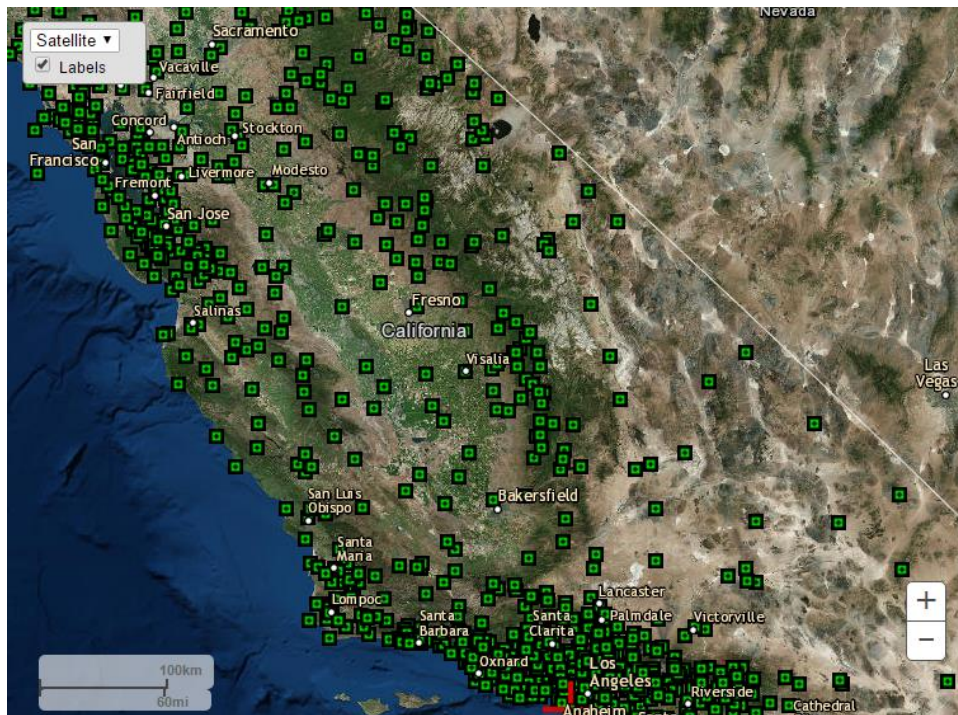 Nevada
Satellite ▼
Labels
Sacramento
Vacaville
Fairfield
Concord
Antioch
Stockton
San
Francisco
Livermore
Modesto
Fremont
San Jose
Salinas
Fresno
California
Visalia
Las
Vegas
Bakersfield
San Luis
Obispo
Santa
Maria
Lompoc
Santa
Barbara
Santa
Clarita
Lancaster
Palmdale
Victorville
+
−
Oxnard
Los
Angeles
Riverside
Anaheim
Cathedral
100km
60mi